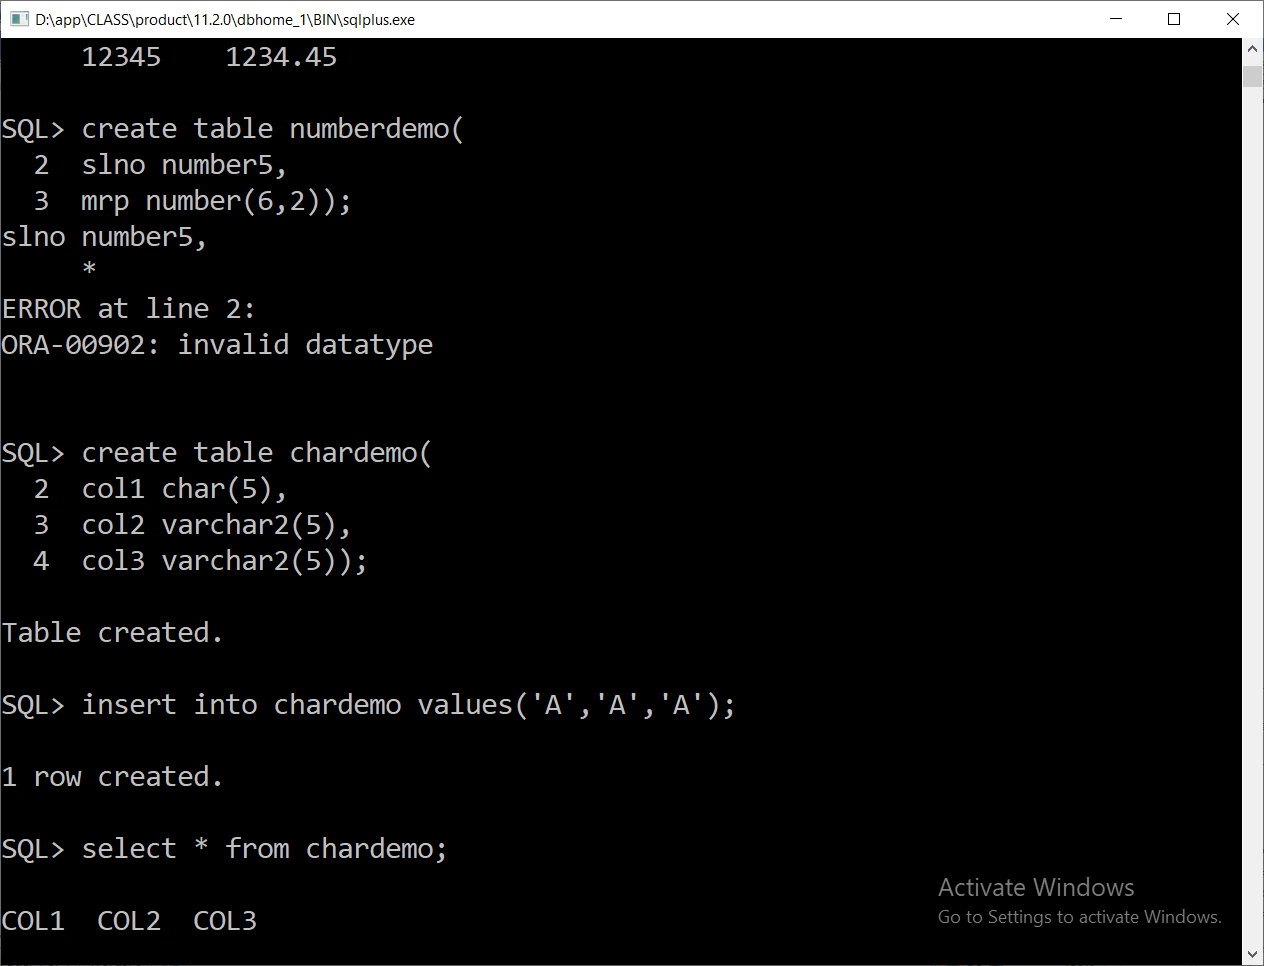 D:\app\CLASS\product\11.2.0\dbhome_1\BIN\sqlplus.exe
     12345    1234.45
SQL> create table numberdemo(
  2  slno number5,
  3  mrp number(6,2));
slno number5,
     *
ERROR at line 2:
ORA-00902: invalid datatype
SQL> create table chardemo(
  2  col1 char(5),
  3  col2 varchar2(5),
  4  col3 varchar2(5));
Table created.
SQL> insert into chardemo values('A','A','A');
1 row created.
SQL> select * from chardemo;
COL1  COL2  COL3
Activate Windows
Go to Settings to activate Windows.